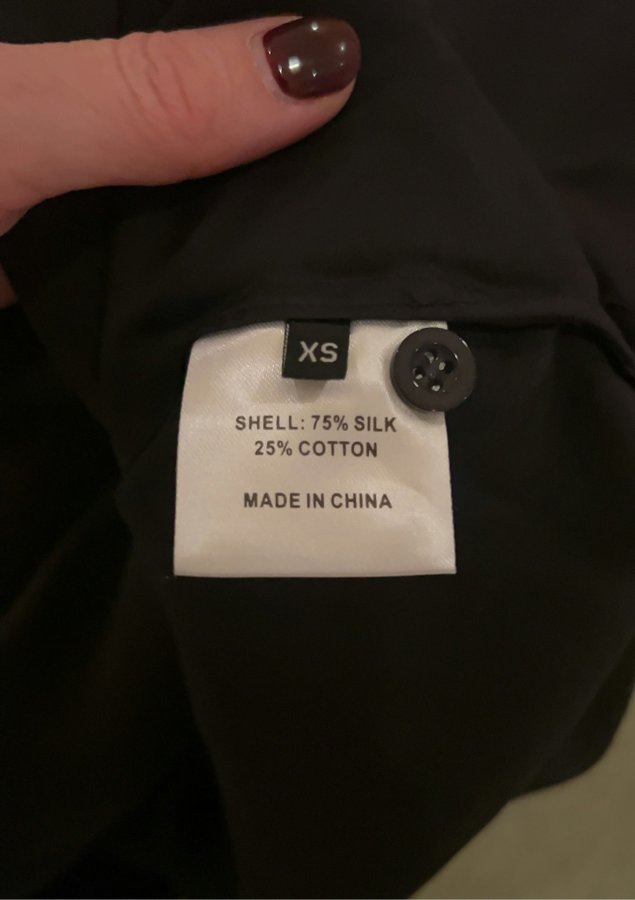 XS
SHELL: 75% SILK
25% COTTON
MADE IN CHINA